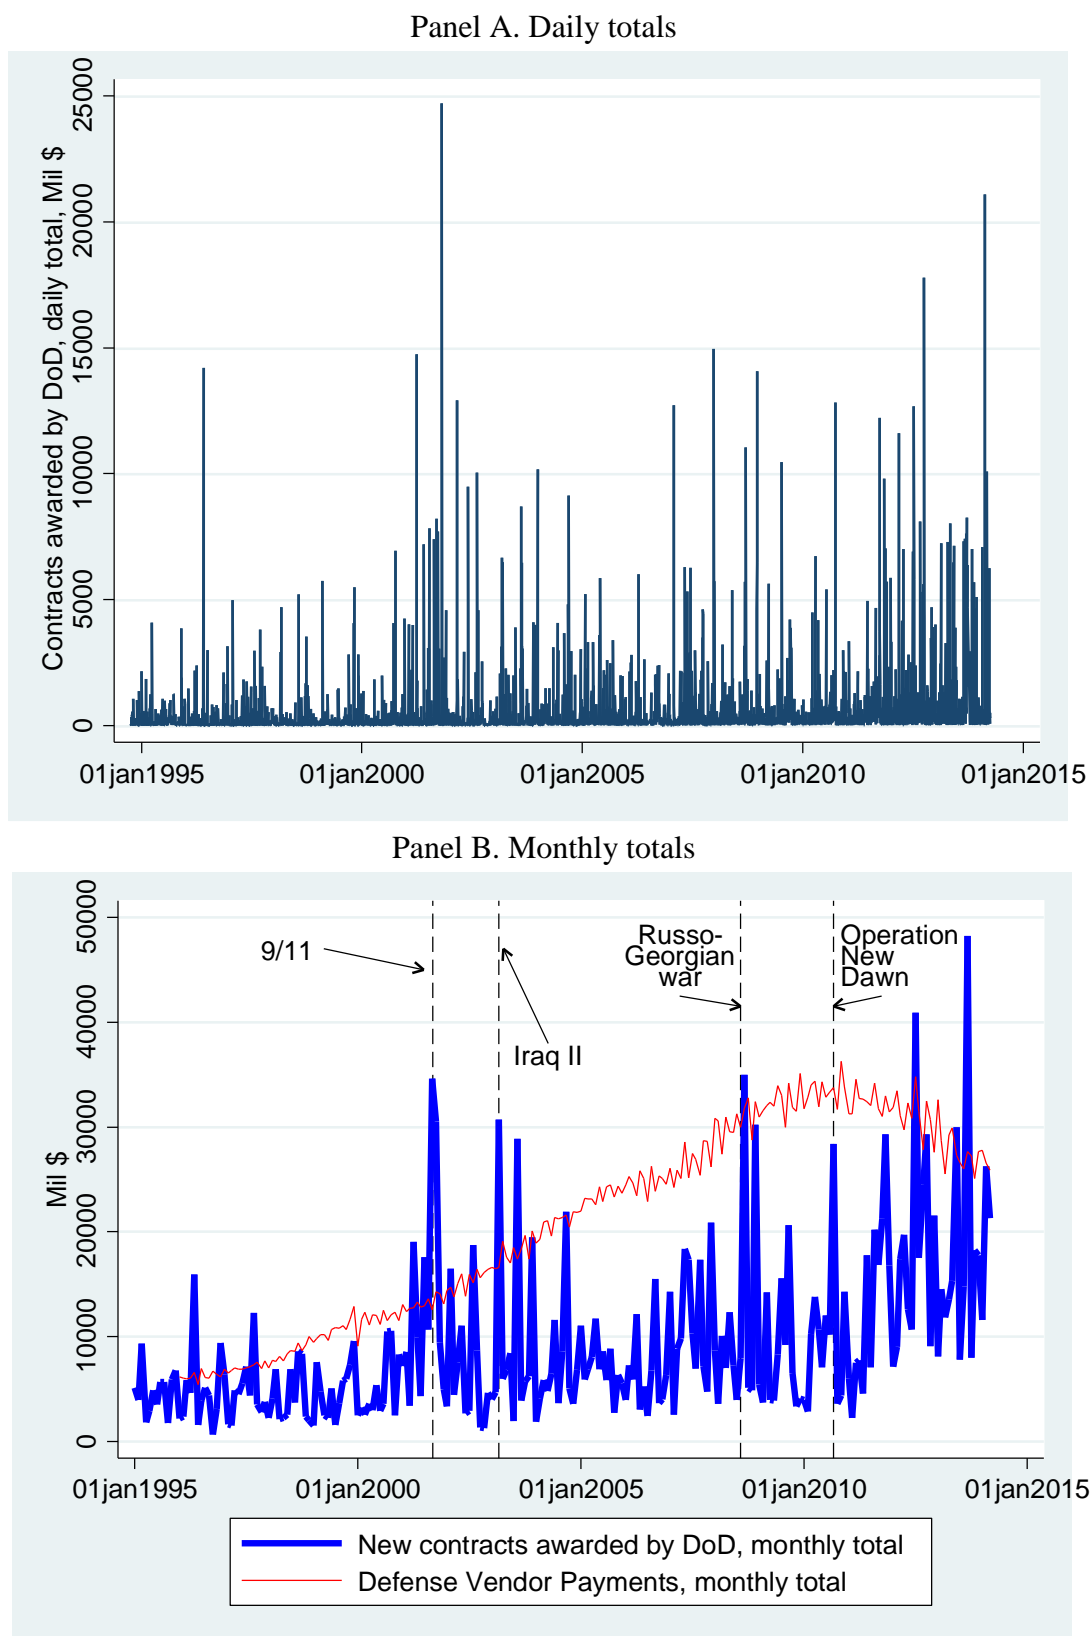 Panel A. Daily totals
Contracts awarded by DoD, daily total, Mil $
25000
20000
15000
10000
5000
0
01jan1995
01jan2000
01jan2005
01jan2010
01jan2015
Panel B. Monthly totals
Mil $
50000
40000
30000
20000
10000
0
9/11
Iraq II
Russo-
Georgian
war
Operation
New
Dawn
01jan1995
01jan2000
01jan2005
01jan2010
01jan2015
New contracts awarded by DoD, monthly total
Defense Vendor Payments, monthly total